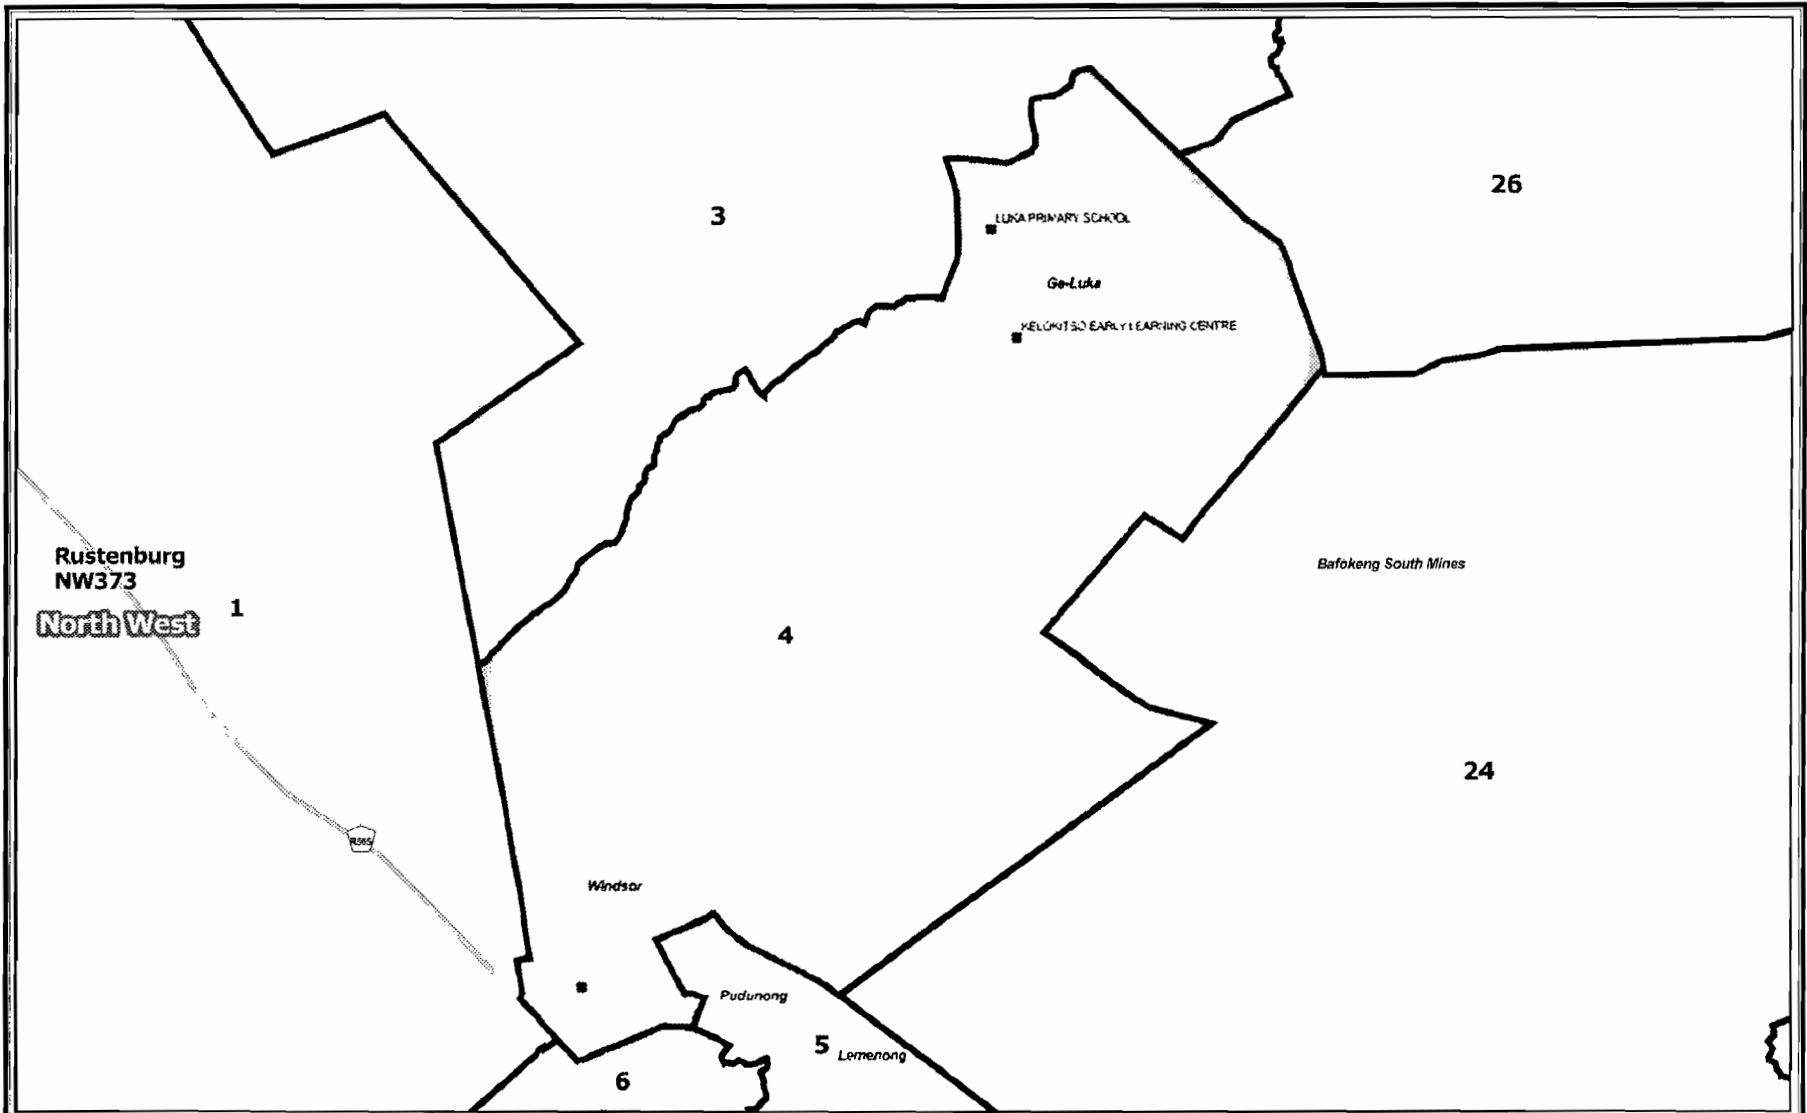 26
3
LUKA PRIMARY SCHOOL
Ga-Luka
KELOKITSO EARLY LEARNING CENTRE
Rustenburg
NW373
North West
1
4
Bafokeng South Mines
24
R565
Windsor
Pudunong
5
Lemenong
6